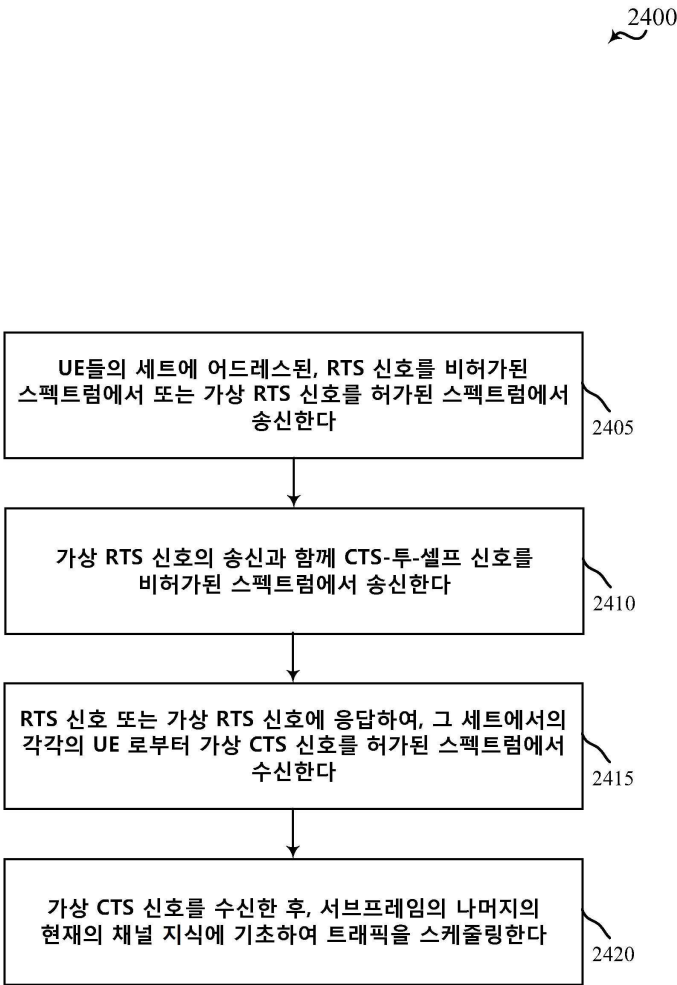 2400
UE들의 세트에 어드레스된, RTS 신호를 비허가된
스펙트럼에서 또는 가상 RTS 신호를 허가된 스펙트럼에서
송신한다
2405
가상 RTS 신호의 송신과 함께 CTS-투-셀프 신호를
비허가된 스펙트럼에서 송신한다
2410
RTS 신호 또는 가상 RTS 신호에 응답하여, 그 세트에서의
각각의 UE 로부터 가상 CTS 신호를 허가된 스펙트럼에서
수신한다
2415
가상 CTS 신호를 수신한 후, 서브프레임의 나머지의
현재의 채널 지식에 기초하여 트래픽을 스케줄링한다
2420